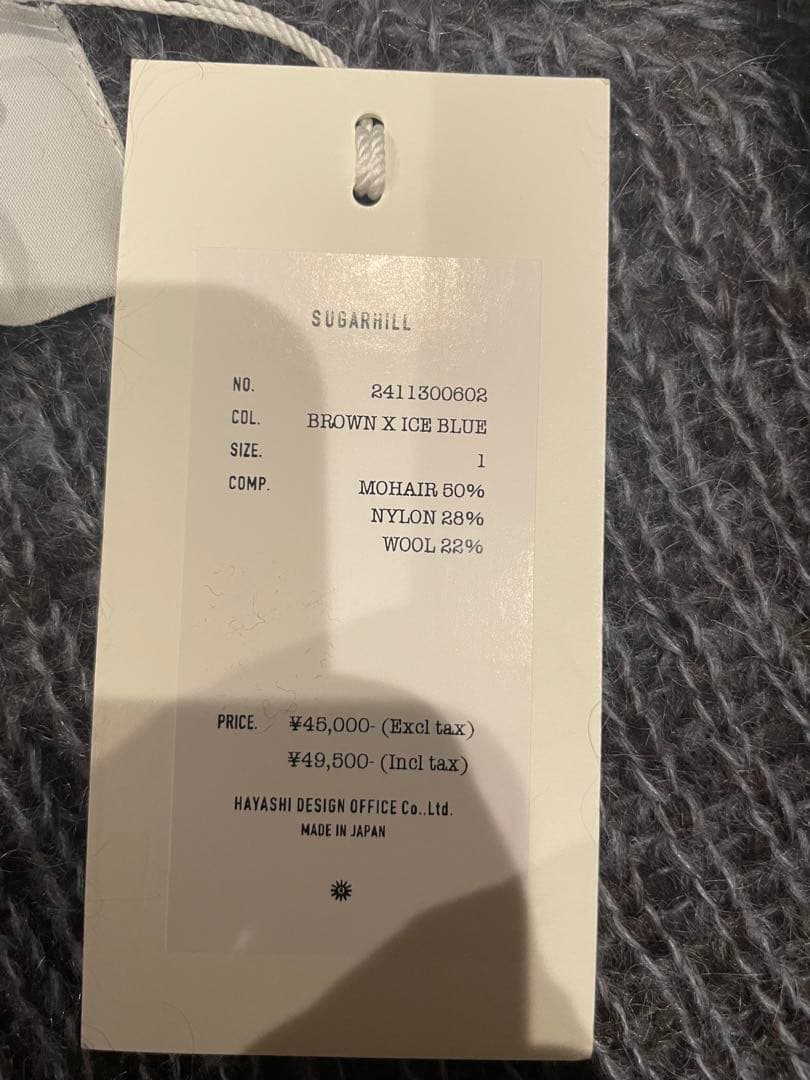 SUGARHILL
NO. 2411300602
COL. BROWN X ICE BLUE
SIZE. 1
COMP. MOHAIR 50%
NYLON 28%
WOOL 22%
PRICE. ¥45,000- (Excl tax)
¥49,500- (Incl tax)
HAYASHI DESIGN OFFICE Co..Ltd.
MADE IN JAPAN